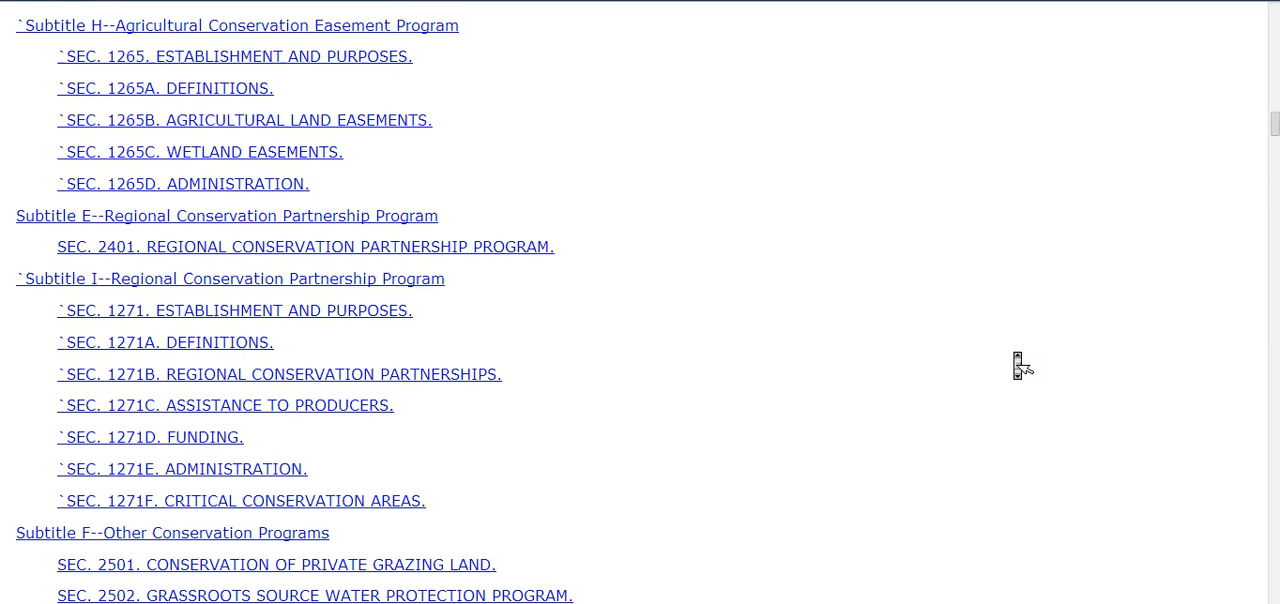 `Subtitle H--Agricultural Conservation Easement Program
`SEC. 1265. ESTABLISHMENT AND PURPOSES.
`SEC. 1265A. DEFINITIONS.
`SEC. 1265B. AGRICULTURAL LAND EASEMENTS.
`SEC. 1265C. WETLAND EASEMENTS.
`SEC. 1265D. ADMINISTRATION.
Subtitle E--Regional Conservation Partnership Program
SEC. 2401. REGIONAL CONSERVATION PARTNERSHIP PROGRAM.
`Subtitle I--Regional Conservation Partnership Program
`SEC. 1271. ESTABLISHMENT AND PURPOSES.
`SEC. 1271A. DEFINITIONS.
`SEC. 1271B. REGIONAL CONSERVATION PARTNERSHIPS.
`SEC. 1271C. ASSISTANCE TO PRODUCERS.
`SEC. 1271D. FUNDING.
`SEC. 1271E. ADMINISTRATION.
`SEC. 1271F. CRITICAL CONSERVATION AREAS.
Subtitle F--Other Conservation Programs
SEC. 2501. CONSERVATION OF PRIVATE GRAZING LAND.
SEC. 2502. GRASSROOTS SOURCE WATER PROTECTION PROGRAM.